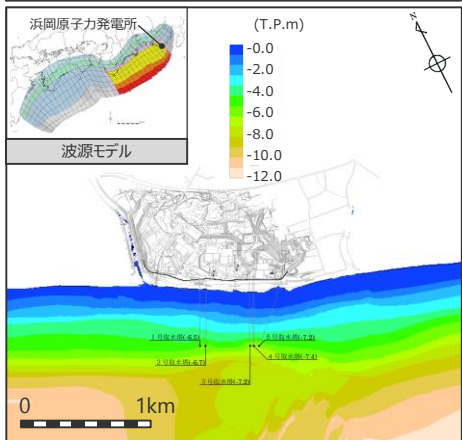 浜岡原子力発電所
波源モデル
N
(T.P.m)
-0.0
-2.0
-4.0
-6.0
-8.0
-10.0
-12.0
1号取水塔(-6.5)
2号取水塔(-6.7)
3号取水塔(-7.2)
4号取水塔(-7.4)
5号取水塔(-7.2)
0 1km